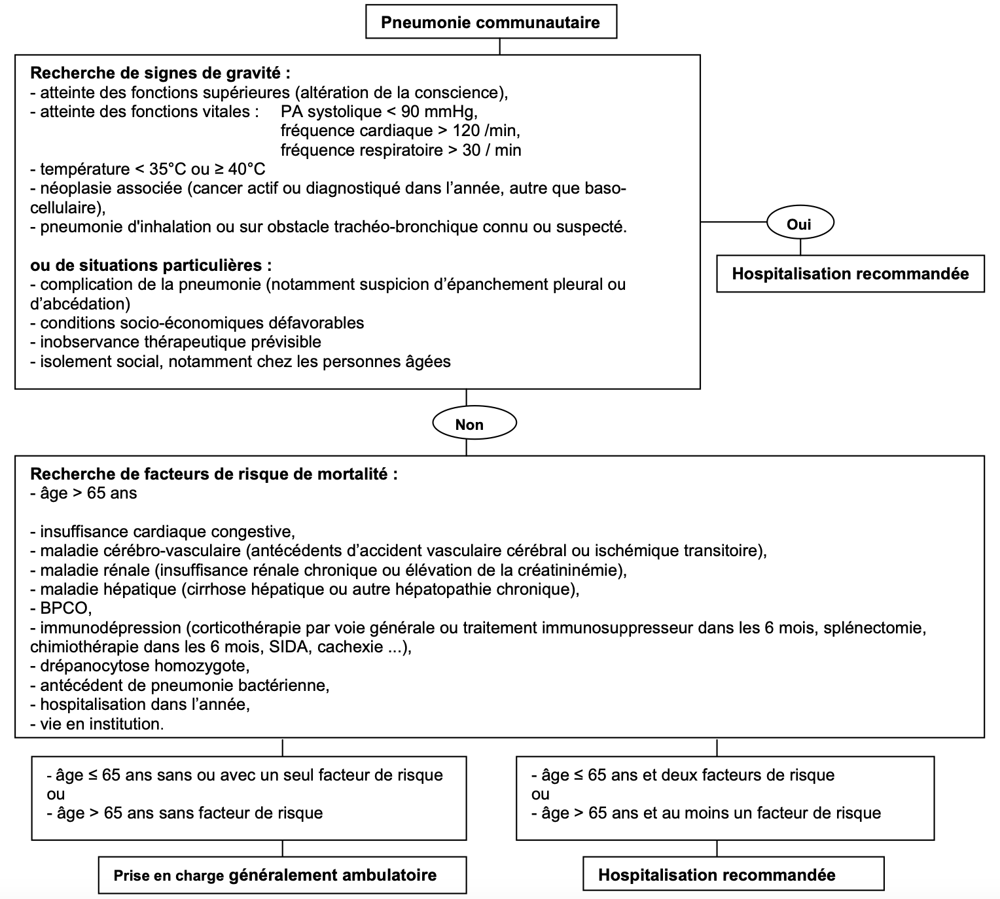 Pneumonie communautaire
Recherche de signes de gravité :
- atteinte des fonctions supérieures (altération de la conscience),
- atteinte des fonctions vitales : PA systolique < 90 mmHg,
fréquence cardiaque > 120 /min,
fréquence respiratoire > 30 / min
- température < 35°C ou ≥ 40°C
- néoplasie associée (cancer actif ou diagnostiqué dans l’année, autre que baso-
cellulaire),
- pneumonie d'inhalation ou sur obstacle trachéo-bronchique connu ou suspecté.
ou de situations particulières :
- complication de la pneumonie (notamment suspicion d’épanchement pleural ou
d’abcédation)
- conditions socio-économiques défavorables
- inobservance thérapeutique prévisible
- isolement social, notamment chez les personnes âgées
Oui
Hospitalisation recommandée
Non
Recherche de facteurs de risque de mortalité :
- âge > 65 ans
- insuffisance cardiaque congestive,
- maladie cérébro-vasculaire (antécédents d’accident vasculaire cérébral ou ischémique transitoire),
- maladie rénale (insuffisance rénale chronique ou élévation de la créatininémie),
- maladie hépatique (cirrhose hépatique ou autre hépatopathie chronique),
- BPCO,
- immunodépression (corticothérapie par voie générale ou traitement immunosuppresseur dans les 6 mois, splénectomie,
chimiothérapie dans les 6 mois, SIDA, cachexie ...),
- drépanocytose homozygote,
- antécédent de pneumonie bactérienne,
- hospitalisation dans l’année,
- vie en institution.
- âge ≤ 65 ans sans ou avec un seul facteur de risque
ou
- âge > 65 ans sans facteur de risque
Prise en charge généralement ambulatoire
- âge ≤ 65 ans et deux facteurs de risque
ou
- âge > 65 ans et au moins un facteur de risque
Hospitalisation recommandée